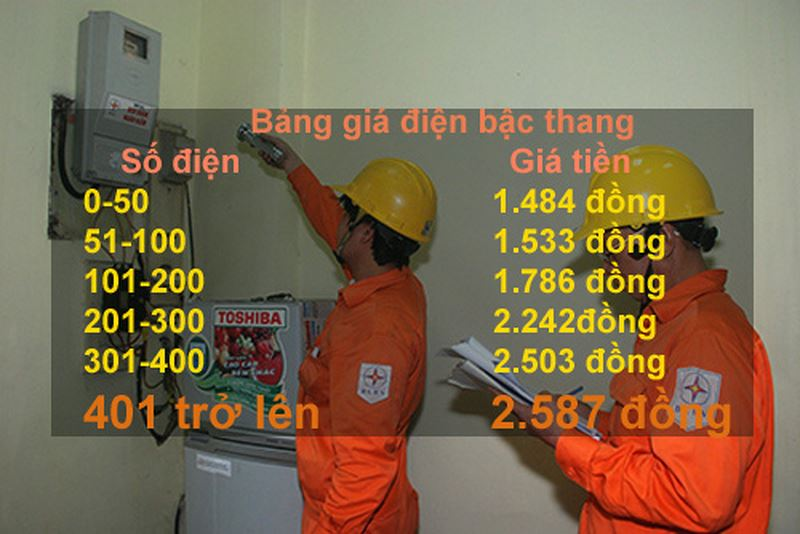 Bảng giá điện bậc thang
Số điện Giá tiền
0-50 1.484 đồng
51-100 1.533 đồng
101-200 1.786 đồng
201-300 2.242đồng
301-400 2.503 đồng
401 trở lên 2.587 đồng
TOSHIBA